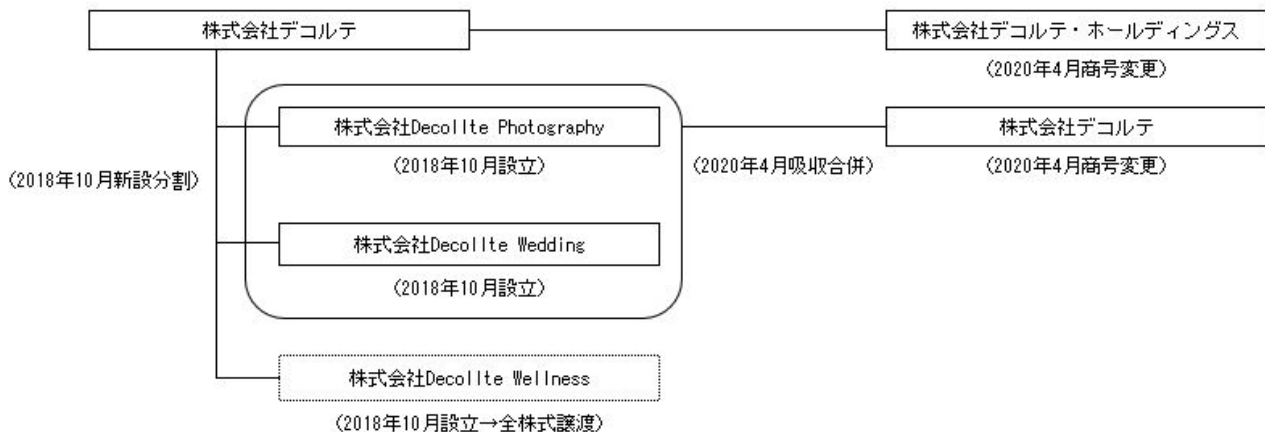 株式会社デコルテ
株式会社デコルテ・ホールディングス
(2020年4月商号変更)
株式会社Decollte Photography
株式会社デコルテ
(2018年10月新設分割)
(2018年10月設立)
(2020年4月吸収合併)
(2020年4月商号変更)
株式会社Decollte Wedding
(2018年10月設立)
株式会社Decollte Wellness
(2018年10月設立→全株式譲渡)